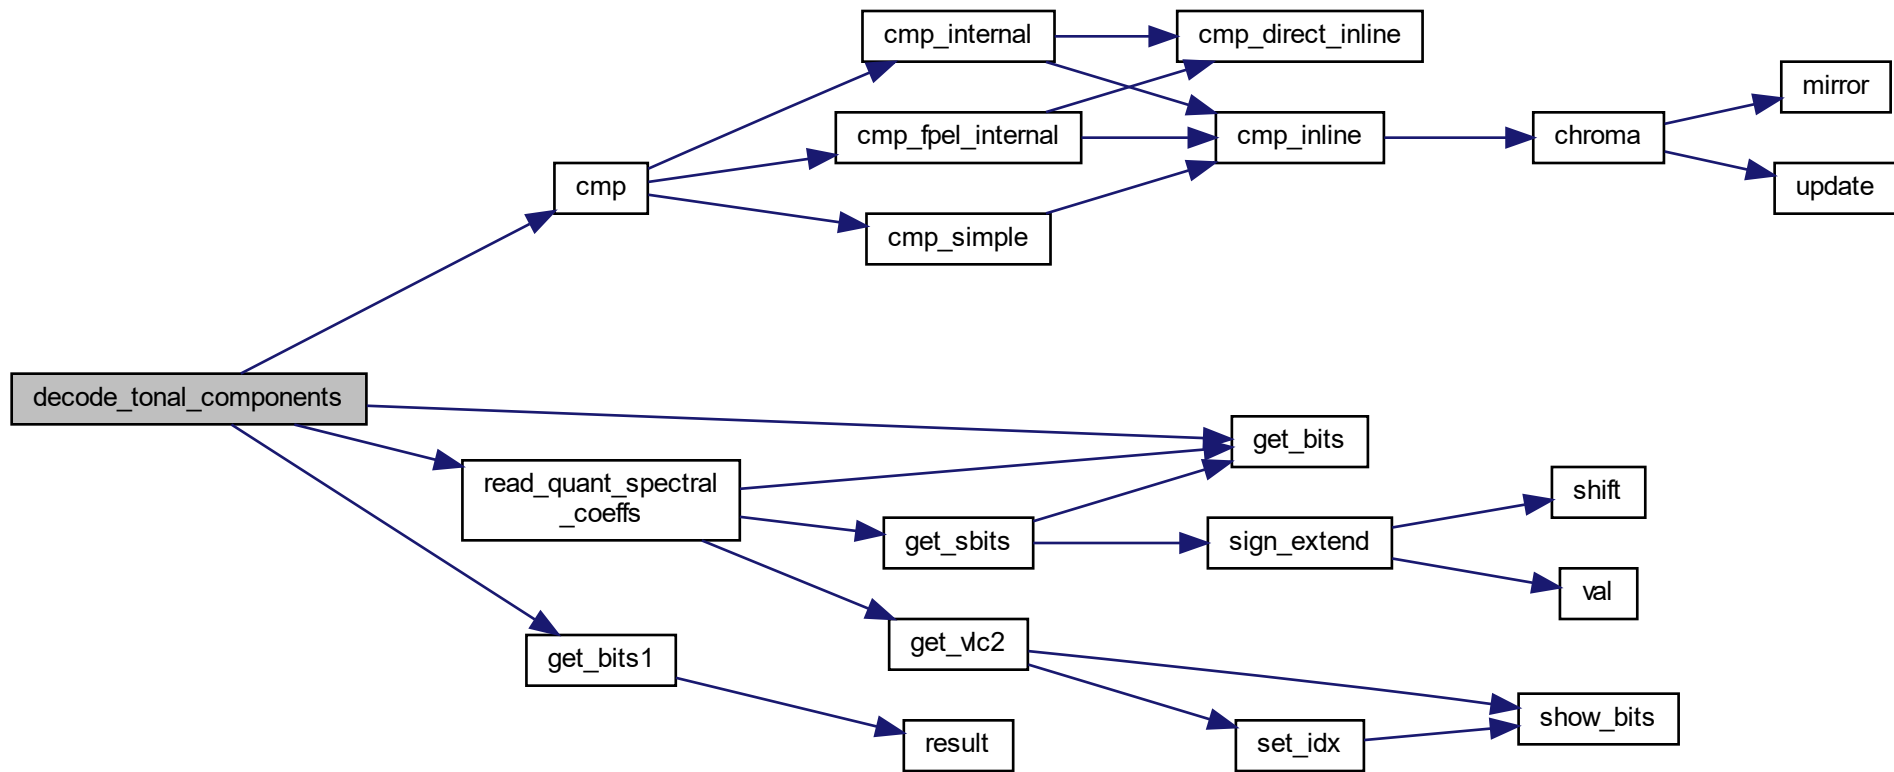 cmp_internal
cmp_direct_inline
mirror
cmp_fpel_internal
cmp_inline
chroma
cmp
update
cmp_simple
decode_tonal_components
get_bits
read_quant_spectral
_coeffs
shift
get_sbits
sign_extend
val
get_bits1
get_vlc2
show_bits
result
set_idx